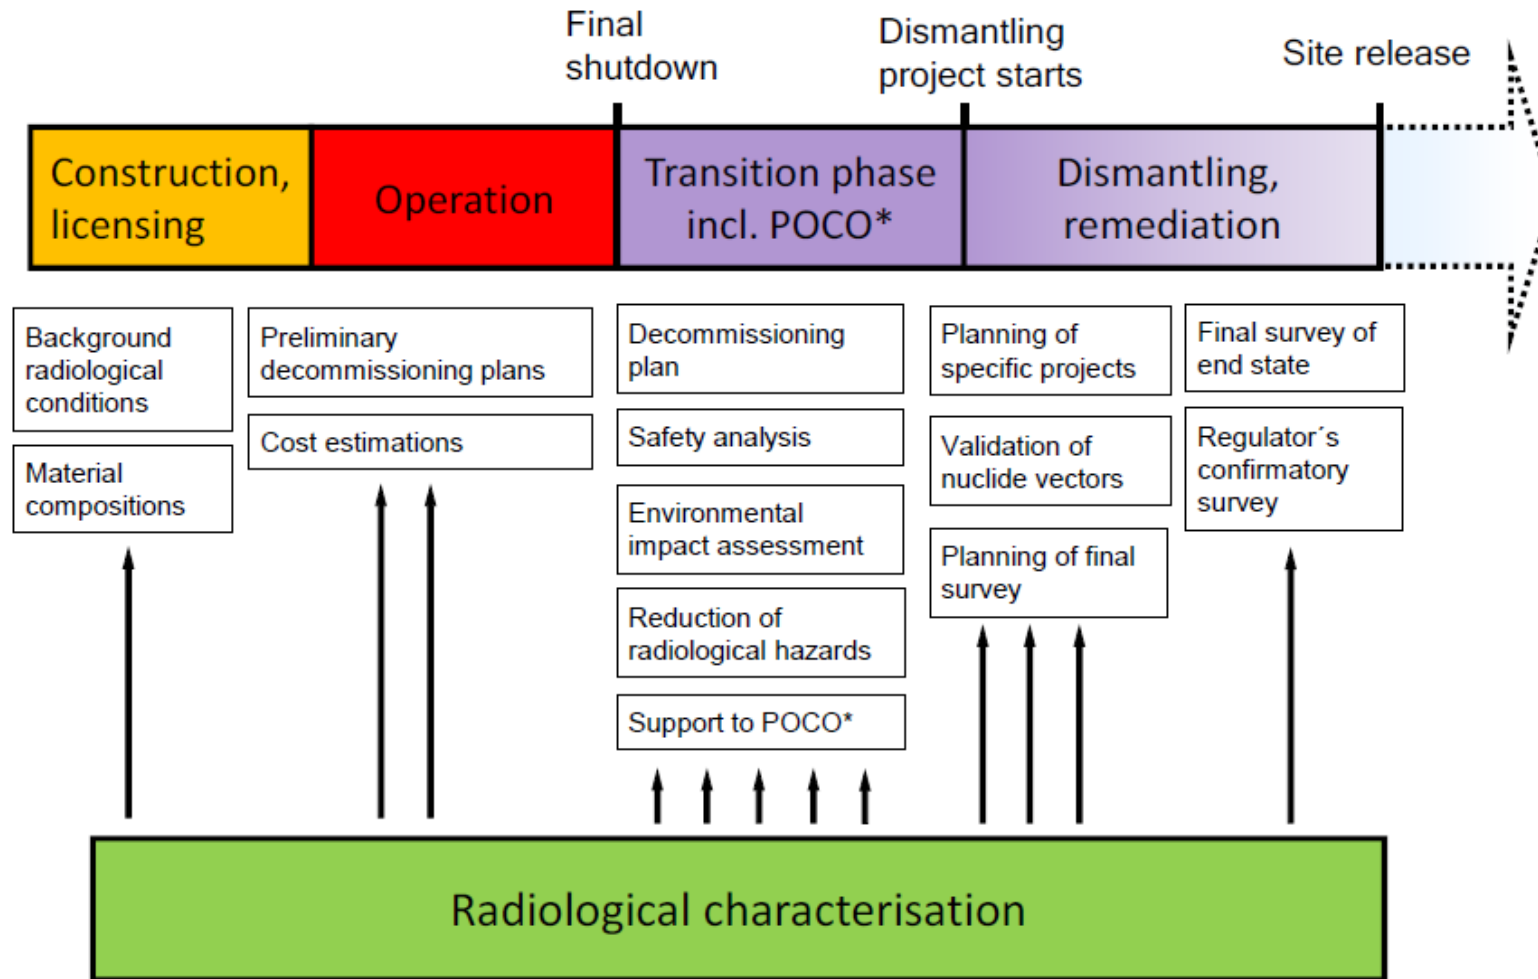 Final
shutdown
Dismantling
project starts
Site release
Construction,
licensing
Operation
Transition phase
incl. POCO*
Dismantling,
remediation
Background
radiological
conditions
Material
compositions
Preliminary
decommissioning plans
Cost estimations
Decommissioning
plan
Safety analysis
Environmental
impact assessment
Reduction of
radiological hazards
Support to POCO*
Planning of
specific projects
Validation of
nuclide vectors
Planning of final
survey
Final survey of
end state
Regulator´s
confirmatory
survey
Radiological characterisation